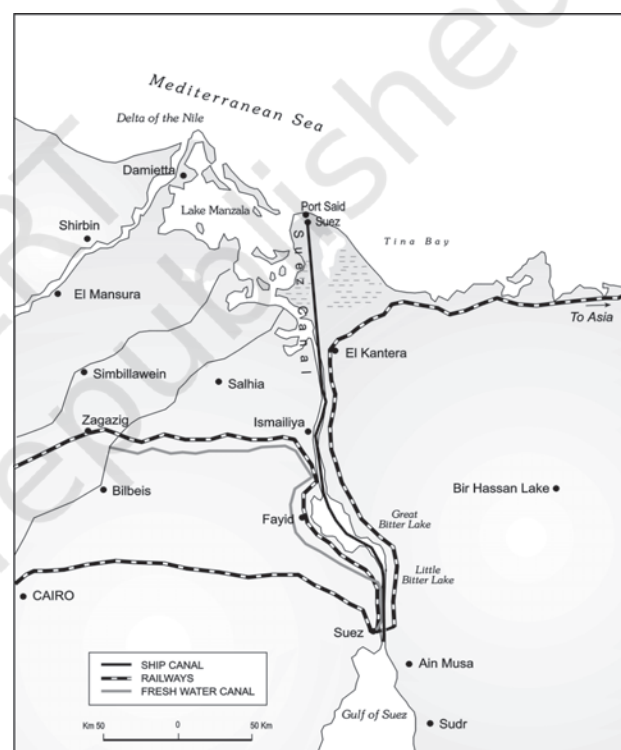 Mediterranean Sea
Delta of the Nile
Damietta
Lake Manzala
Port Said
Suez
Shirbin
Tina Bay
Suez Canal
El Mansura
To Asia
El Kantera
Simbillawein
Salhia
Zagazig
Ismailiya
Bilbeis
Bir Hassan Lake
Fayid
Great
Bitter Lake
Little
Bitter Lake
CAIRO
Suez
Ain Musa
SHIP CANAL
RAILWAYS
FRESH WATER CANAL
Gulf of Suez
Sudr
Km 50 0 50 Km
republished